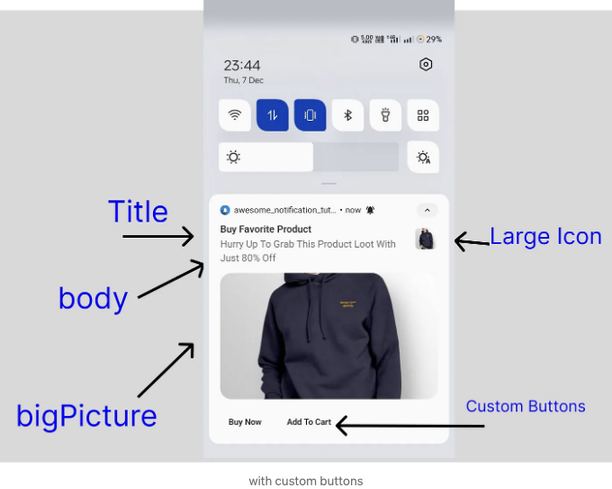 29%
23:44
Thu, 7 Dec
awesome_notification_tut... • now
Title
Buy Favorite Product
Large Icon
Hurry Up To Grab This Product Loot With
Just 80% Off
body
bigPicture
Custom Buttons
Buy Now Add To Cart
with custom buttons